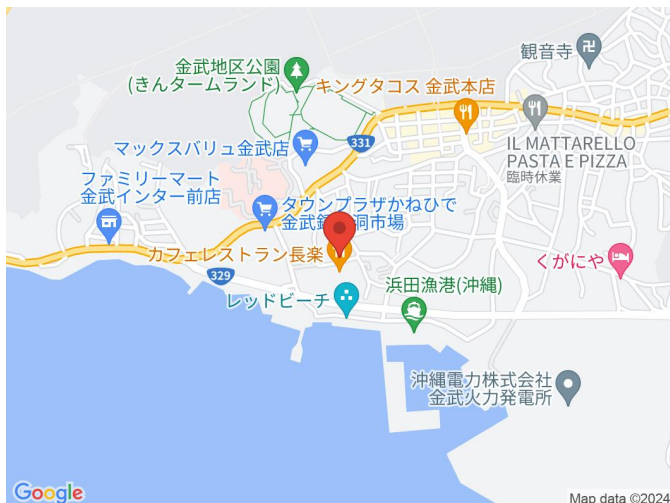 観音寺
金武地区公園
(きんタームランド)
キングタコス 金武本店
331
マックスバリュ金武店
IL MATTARELLO
PASTA E PIZZA
臨時休業
ファミリーマート
金武インター前店
タウンプラザかねひで
カフェレストラン長楽
くがにや
329
浜田漁港(沖縄)
レッドビーチ
沖縄電力株式会社
金武火力発電所
Google
Map data ©2024